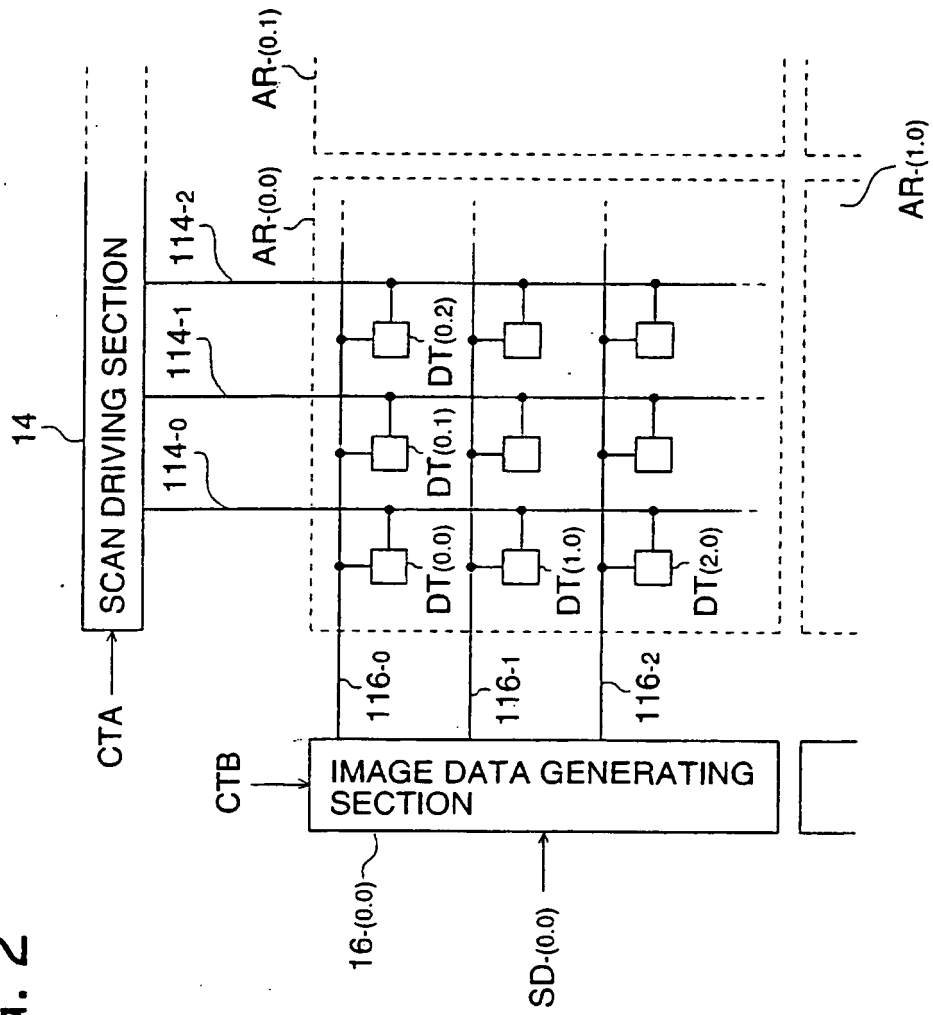 14
SCAN DRIVING SECTION
CTA
114-0
114-1
114-2
AR-(0.0)
AR-(0.1)
116-0
DT(0.0)
DT(0.1)
DT(0.2)
116-1
DT(1.0)
116-2
DT(2.0)
AR-(1.0)
CTB
IMAGE DATA GENERATING
SECTION
16-(0.0)
SD-(0.0)
2